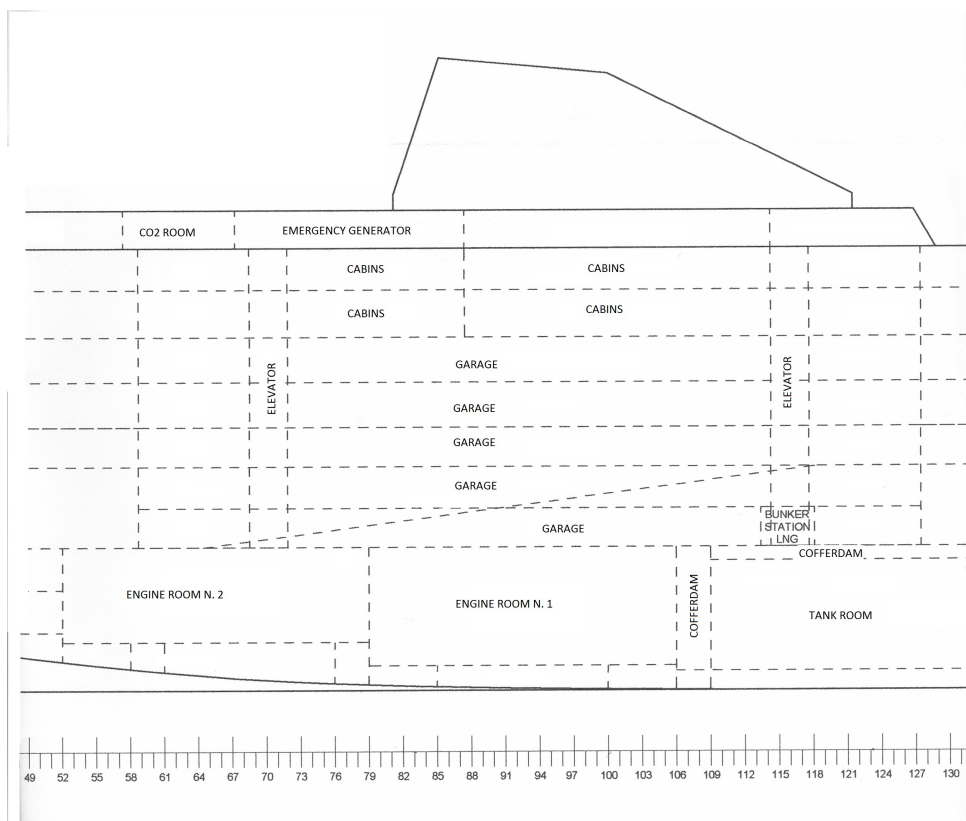 CO2 ROOM
EMERGENCY GENERATOR
CABINS
CABINS
CABINS
CABINS
ELEVATOR
GARAGE
ELEVATOR
GARAGE
GARAGE
GARAGE
GARAGE
BUNKER
STATION
LNG
COFFERDAM
ENGINE ROOM N. 2
ENGINE ROOM N. 1
COFFERDAM
TANK ROOM
49 52 55 58 61 64 67 70 73 76 79 82 85 88 91 94 97 100 103 106 109 112 115 118 121 124 127 130